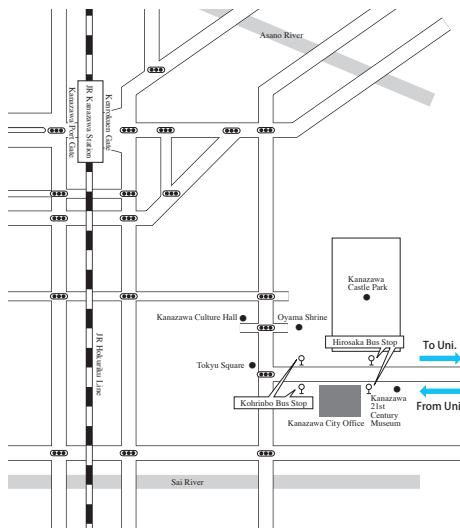 Asano River
Kanazawa Port Gate
JR Kanazawa Station
Kenrokuen Gate
Kanazawa
Castle Park
Kanazawa Culture Hall
Oyama Shrine
Hirosaka Bus Stop
To Uni.
JR Hokuriku Line
Tokyu Square
Kohrinbo Bus Stop
Kanazawa
21st
Century
Museum
From Uni
Kanazawa City Office
Sai River